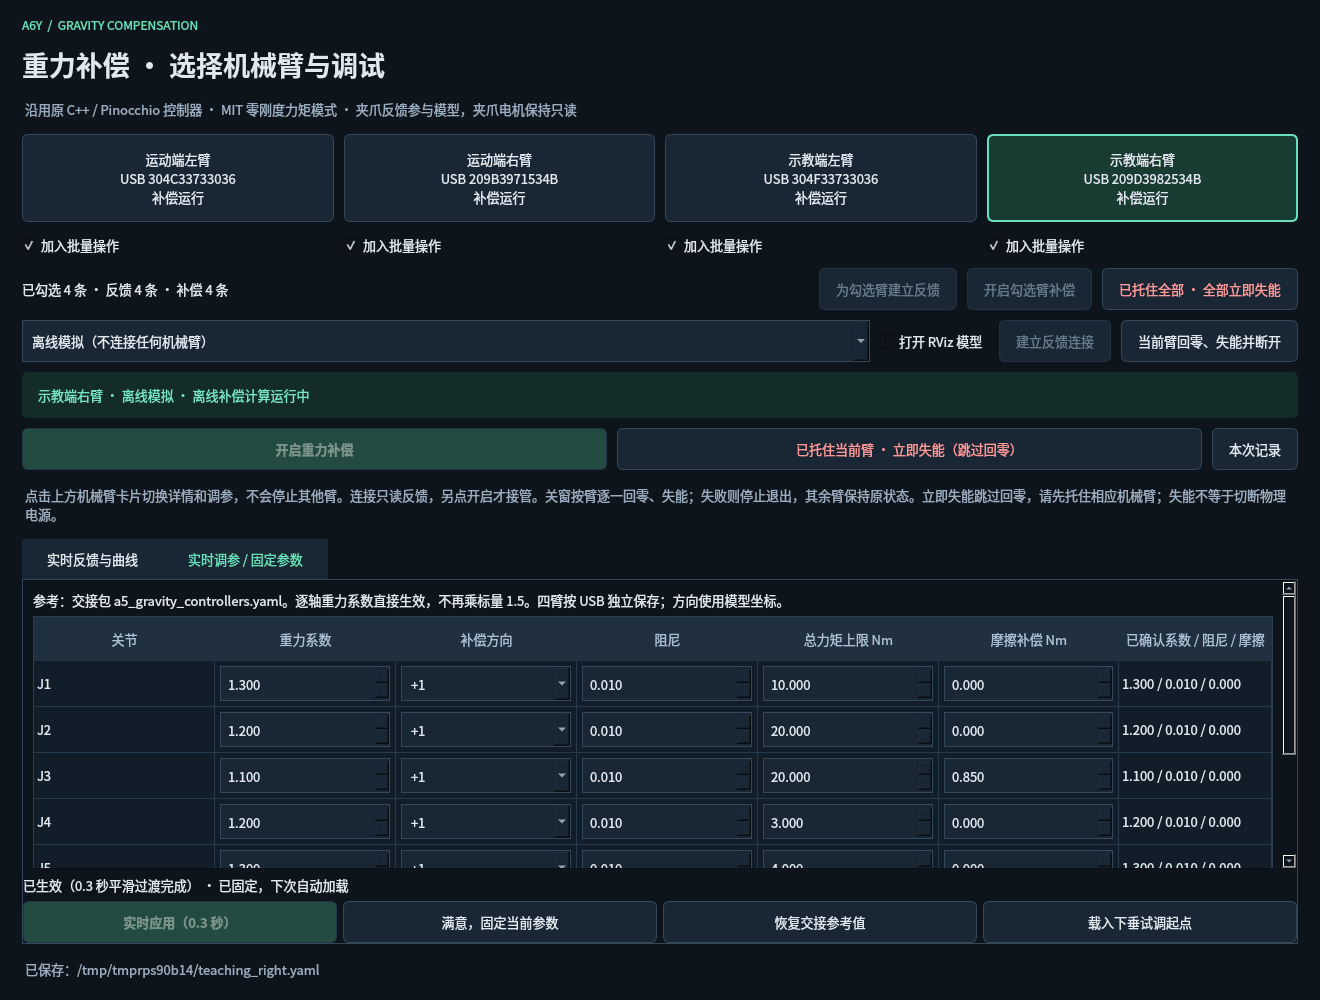 A6Y / GRAVITY COMPENSATION
重力补偿 · 选择机械臂与调试
沿用原 C++ / Pinocchio 控制器 · MIT 零刚度力矩模式 · 夹爪反馈参与模型，夹爪电机保持只读
运动端左臂
USB 304C33733036
补偿运行
运动端右臂
USB 209B3971534B
补偿运行
示教端左臂
USB 304F33733036
补偿运行
示教端右臂
USB 209D3982534B
补偿运行
✓ 加入批量操作
✓ 加入批量操作
✓ 加入批量操作
✓ 加入批量操作
已勾选 4 条 · 反馈 4 条 · 补偿 4 条
为勾选臂建立反馈
开启勾选臂补偿
已托住全部 · 全部立即失能
离线模拟（不连接任何机械臂）
打开 RViz 模型
建立反馈连接
当前臂回零、失能并断开
示教端右臂 · 离线模拟 · 离线补偿计算运行中
开启重力补偿
已托住当前臂 · 立即失能（跳过回零）
本次记录
点击上方机械臂卡片切换详情和调参，不会停止其他臂。连接只读反馈，另点开启才接管。关窗按臂逐一回零、失能；失败则停止退出，其余臂保持原状态。立即失能跳过回零，请先托住相应机械臂；失能不等于切断物理
电源。
实时反馈与曲线
实时调参 / 固定参数
参考：交接包 a5_gravity_controllers.yaml。逐轴重力系数直接生效，不再乘标量 1.5。四臂按 USB 独立保存；方向使用模型坐标。
关节 重力系数 补偿方向 阻尼 总力矩上限 Nm 摩擦补偿 Nm 已确认系数 / 阻尼 / 摩擦
J1 1.300 +1 0.010 10.000 0.000 1.300 / 0.010 / 0.000
J2 1.200 +1 0.010 20.000 0.000 1.200 / 0.010 / 0.000
J3 1.100 +1 0.010 20.000 0.850 1.100 / 0.010 / 0.000
J4 1.200 +1 0.010 3.000 0.000 1.200 / 0.010 / 0.000
J5 1.300 +1 0.010 4.000 0.000 1.300 / 0.010 / 0.000
已生效（0.3 秒平滑过渡完成） · 已固定，下次自动加载
实时应用（0.3 秒）
满意，固定当前参数
恢复交接参考值
载入下垂试调起点
已保存：/tmp/tmprps90b14/teaching_right.yaml